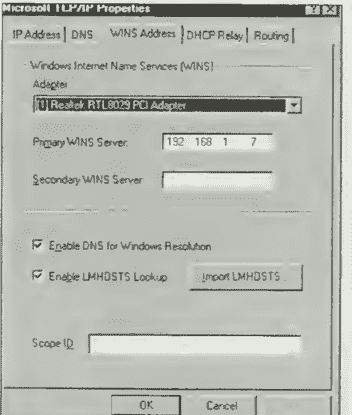 Microsoft TCP/IP Properties
IP Address DNS WINS Address DHCP Relay Routing
Windows Internet Name Services (WINS)
Adapter
[1] Realtek RTL8029 PCI Adapter
Primary WINS Server: 192 168 1 7
Secondary WINS Server
Enable DNS for Windows Resolution
Enable LMHOSTS Lookup Import LMHOSTS...
Scope ID
OK Cancel